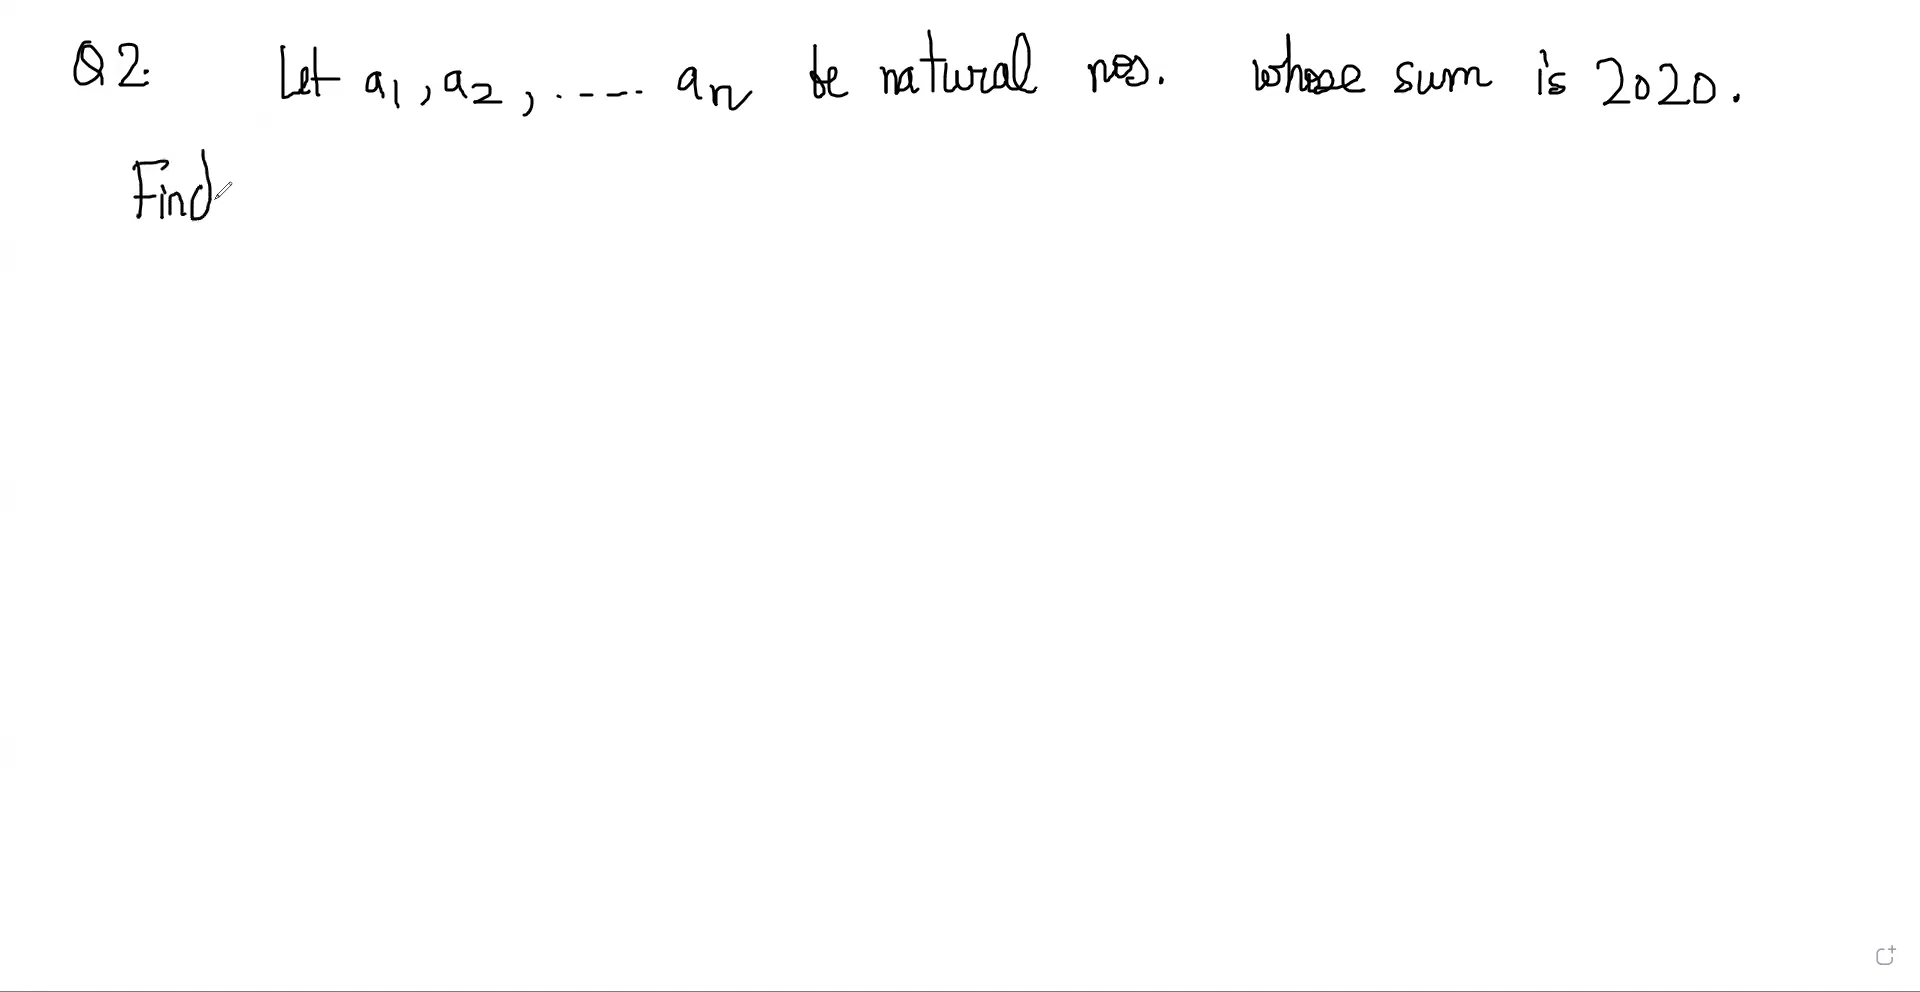 Q2. Let a1, a2, ..... an be natural nos. whose sum is 2020.
Find